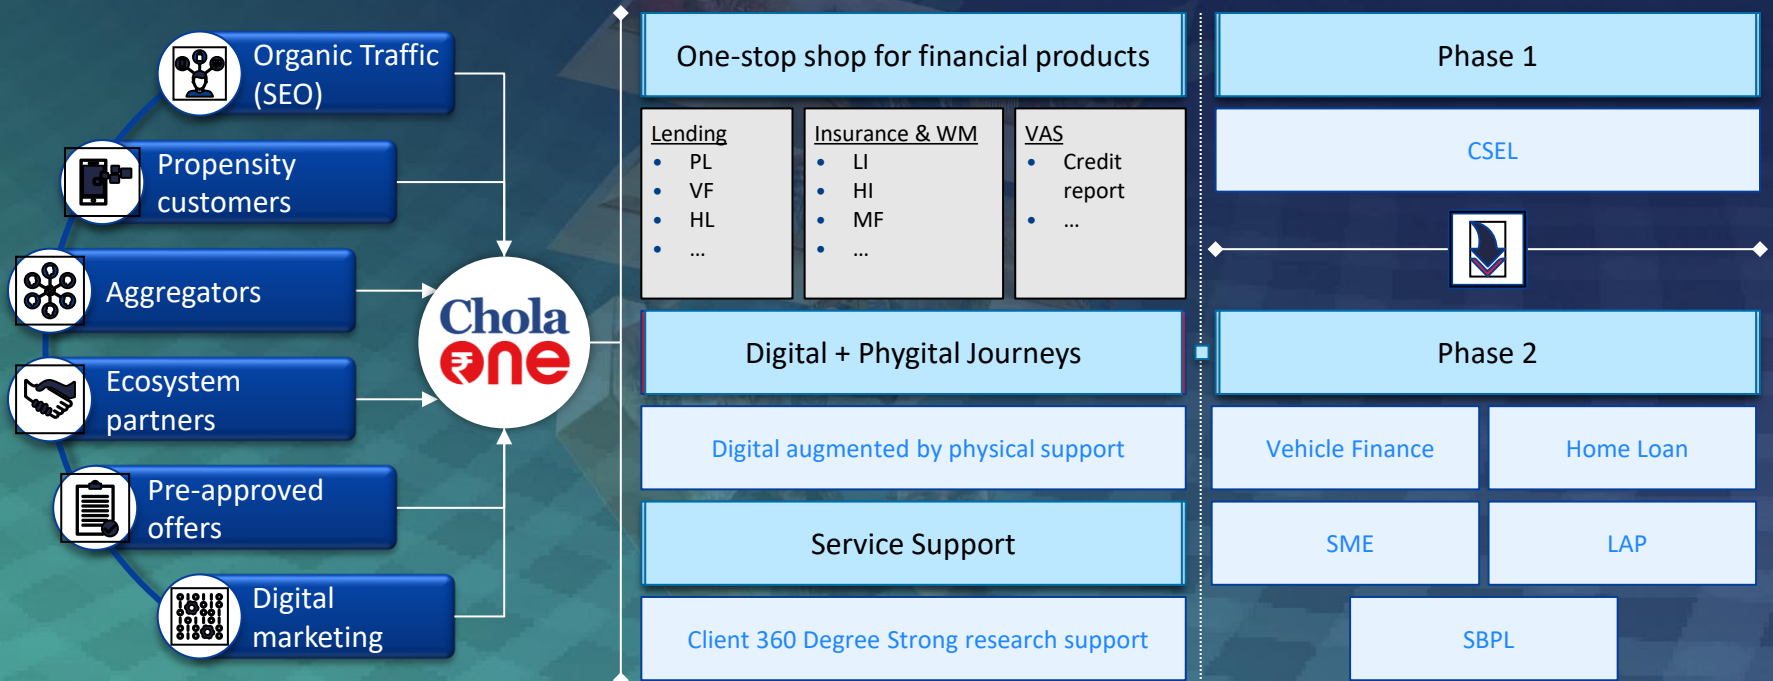 Organic Traffic
(SEO)
Propensity
customers
Aggregators
Ecosystem
partners
Pre-approved
offers
Digital
marketing
Chola
₹ne
One-stop shop for financial products
Lending
• PL
• VF
• HL
• ...
Insurance & WM
• LI
• HI
• MF
• ...
VAS
• Credit
report
• ...
Digital + Phygital Journeys
Digital augmented by physical support
Service Support
Client 360 Degree Strong research support
Phase 1
CSEL
Phase 2
Vehicle Finance
Home Loan
SME
LAP
SBPL